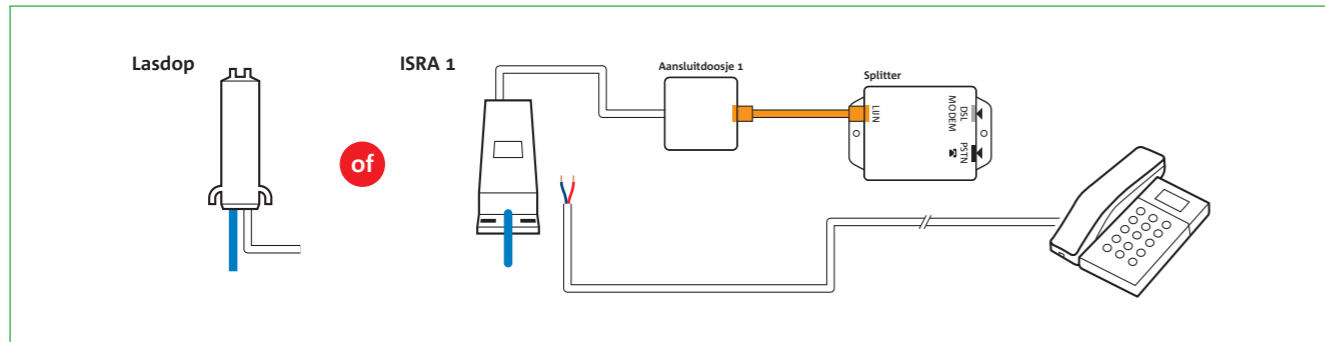 Lasdop
of
ISRA 1
Aansluitdoosje 1
Splitter
LIJN
DSL
MODEM
PSTN